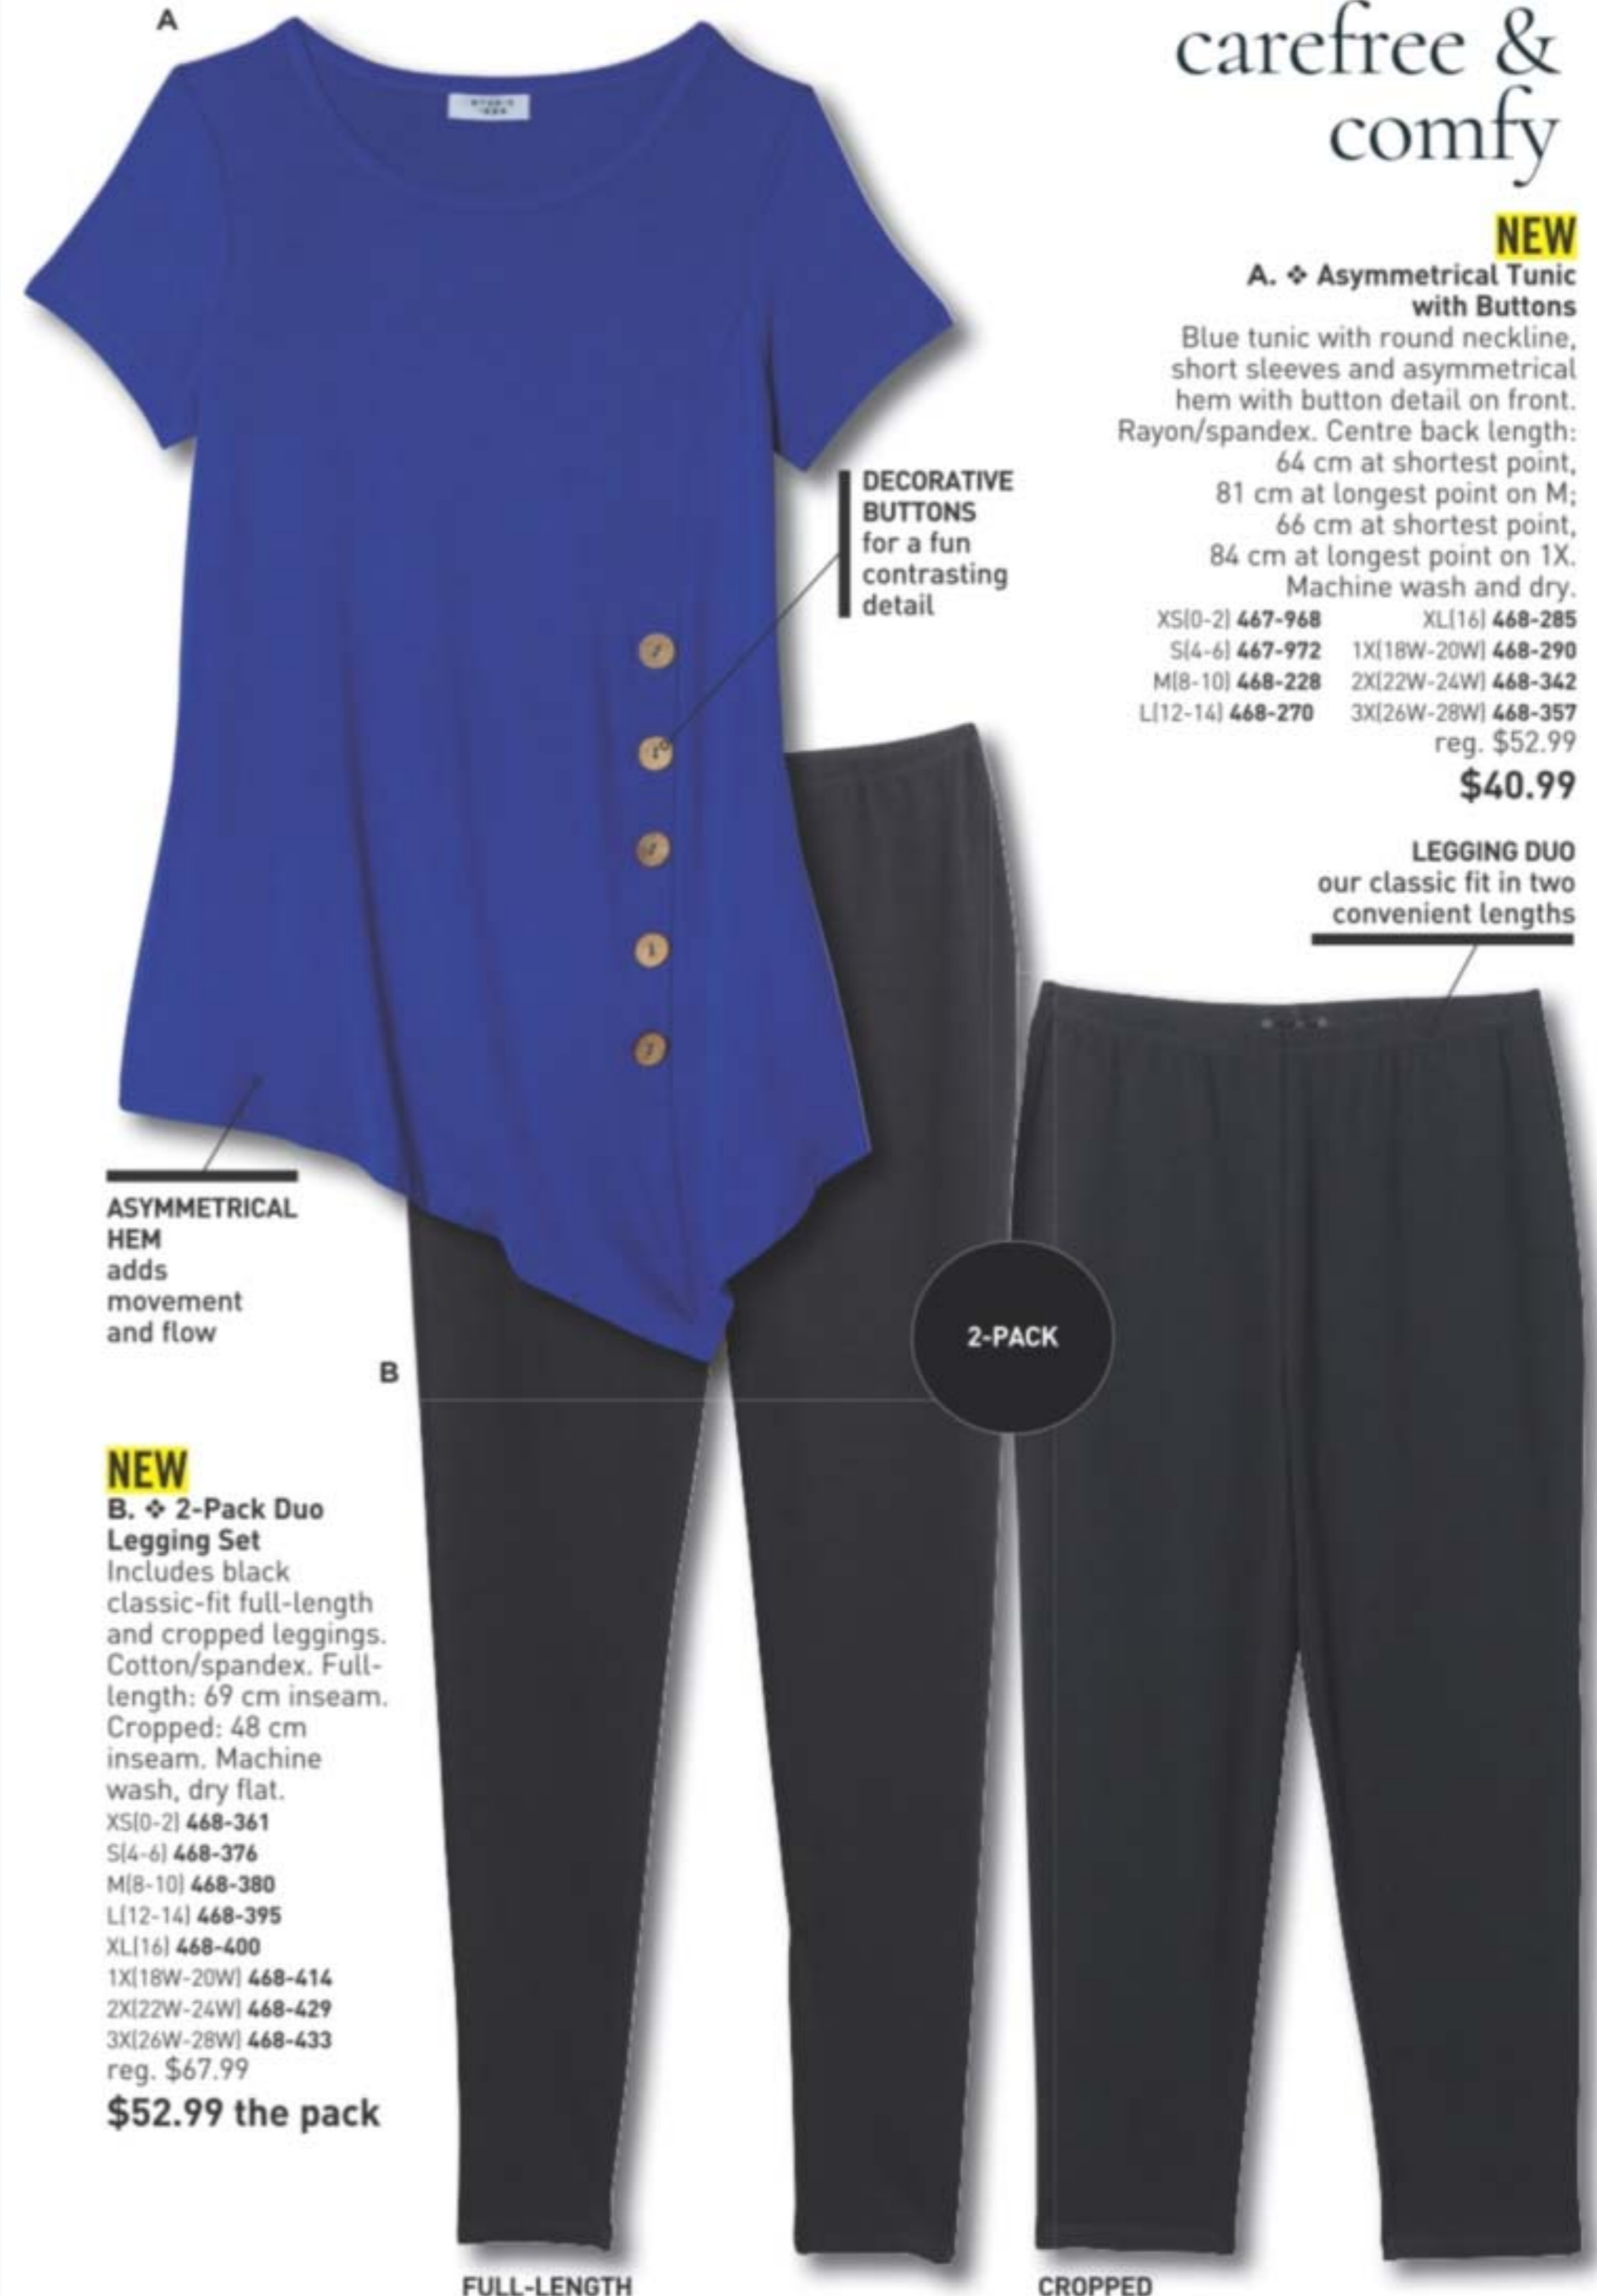 A
carefree &
comfy
NEW
A. ❖ Asymmetrical Tunic
with Buttons
Blue tunic with round neckline,
short sleeves and asymmetrical
hem with button detail on front.
Rayon/spandex. Centre back length:
64 cm at shortest point,
81 cm at longest point on M;
66 cm at shortest point,
84 cm at longest point on 1X.
Machine wash and dry.
XS(0-2) 467-968 XL(16) 468-285
S(4-6) 467-972 1X(18W-20W) 468-290
M(8-10) 468-228 2X(22W-24W) 468-342
L(12-14) 468-270 3X(26W-28W) 468-357
reg. $52.99
$40.99
DECORATIVE
BUTTONS
for a fun
contrasting
detail
LEGGING DUO
our classic fit in two
convenient lengths
ASYMMETRICAL
HEM
adds
movement
and flow
2-PACK
B
NEW
B. ❖ 2-Pack Duo
Legging Set
Includes black
classic-fit full-length
and cropped leggings.
Cotton/spandex. Full-
length: 69 cm inseam.
Cropped: 48 cm
inseam. Machine
wash, dry flat.
XS(0-2) 468-361
S(4-6) 468-376
M(8-10) 468-380
L(12-14) 468-395
XL(16) 468-400
1X(18W-20W) 468-414
2X(22W-24W) 468-429
3X(26W-28W) 468-433
reg. $67.99
$52.99 the pack
FULL-LENGTH
CROPPED